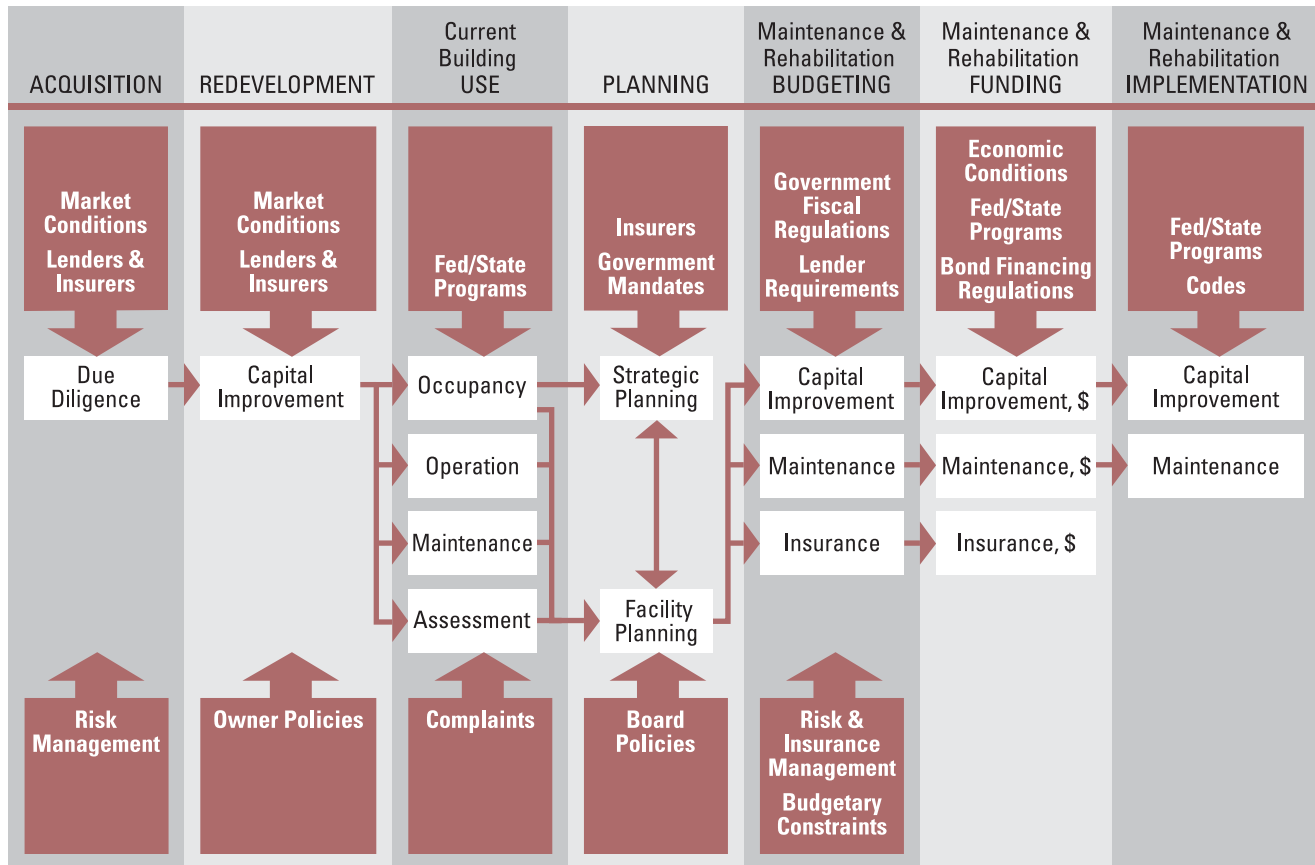 ACQUISITION
REDEVELOPMENT
Current
Building
USE
PLANNING
Maintenance &
Rehabilitation
BUDGETING
Maintenance &
Rehabilitation
FUNDING
Maintenance &
Rehabilitation
IMPLEMENTATION
Market
Conditions
Lenders &
Insurers
Market
Conditions
Lenders &
Insurers
Fed/State
Programs
Insurers
Government
Mandates
Government
Fiscal
Regulations
Lender
Requirements
Economic
Conditions
Fed/State
Programs
Bond Financing
Regulations
Fed/State
Programs
Codes
Due
Diligence
Capital
Improvement
Occupancy
Strategic
Planning
Capital
Improvement
Capital
Improvement, $
Capital
Improvement
Operation
Maintenance
Maintenance, $
Maintenance
Maintenance
Insurance
Insurance, $
Assessment
Facility
Planning
Risk
Management
Owner Policies
Complaints
Board
Policies
Risk &
Insurance
Management
Budgetary
Constraints